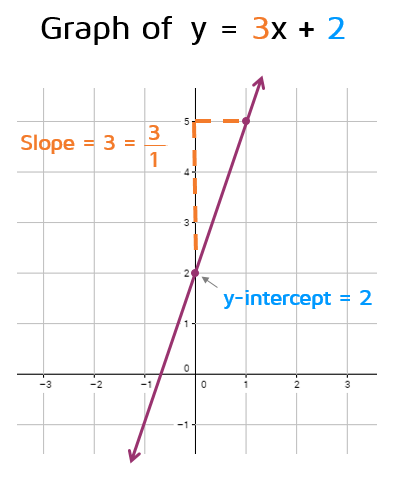 Graph of y = 3x + 2
5
Slope = 3 = 3/1
4
3
2
y-intercept = 2
1
0
-3 -2 -1 0 1 2 3
-1